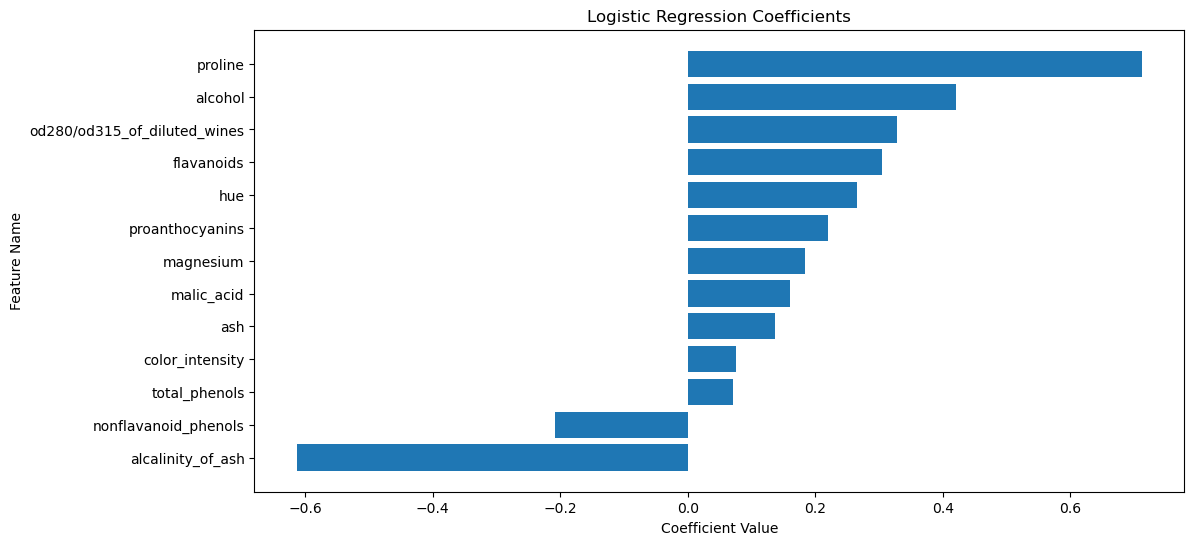 Logistic Regression Coefficients
Feature Name
proline
alcohol
od280/od315_of_diluted_wines
flavanoids
hue
proanthocyanins
magnesium
malic_acid
ash
color_intensity
total_phenols
nonflavanoid_phenols
alcalinity_of_ash
−0.6 −0.4 −0.2 0.0 0.2 0.4 0.6
Coefficient Value